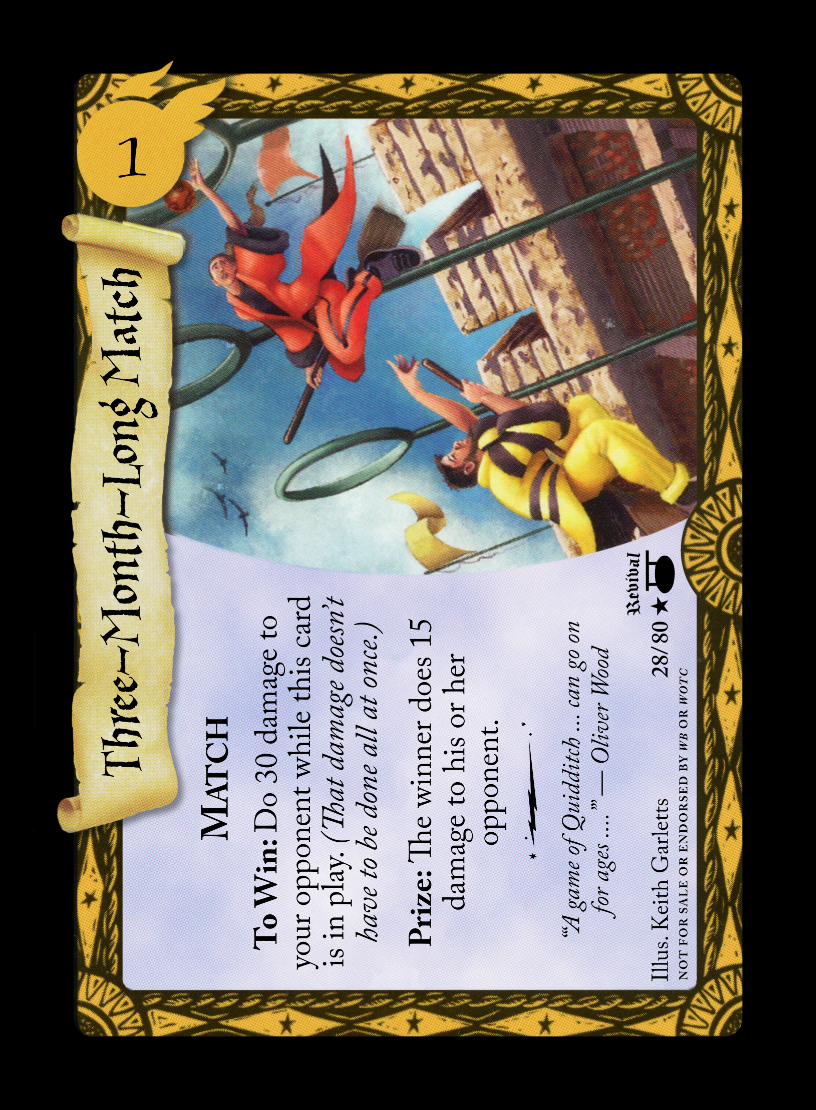 1
Three-Month-Long Match
MATCH
To Win: Do 30 damage to
your opponent while this card
is in play. (That damage doesn't
have to be done all at once.)
Prize: The winner does 15
damage to his or her
opponent.
“‘A game of Quidditch ... can go on
for ages ....’” — Oliver Wood
Revival
Illus. Keith Garletts 28/80 ★
NOT FOR SALE OR ENDORSED BY WB OR WOTC